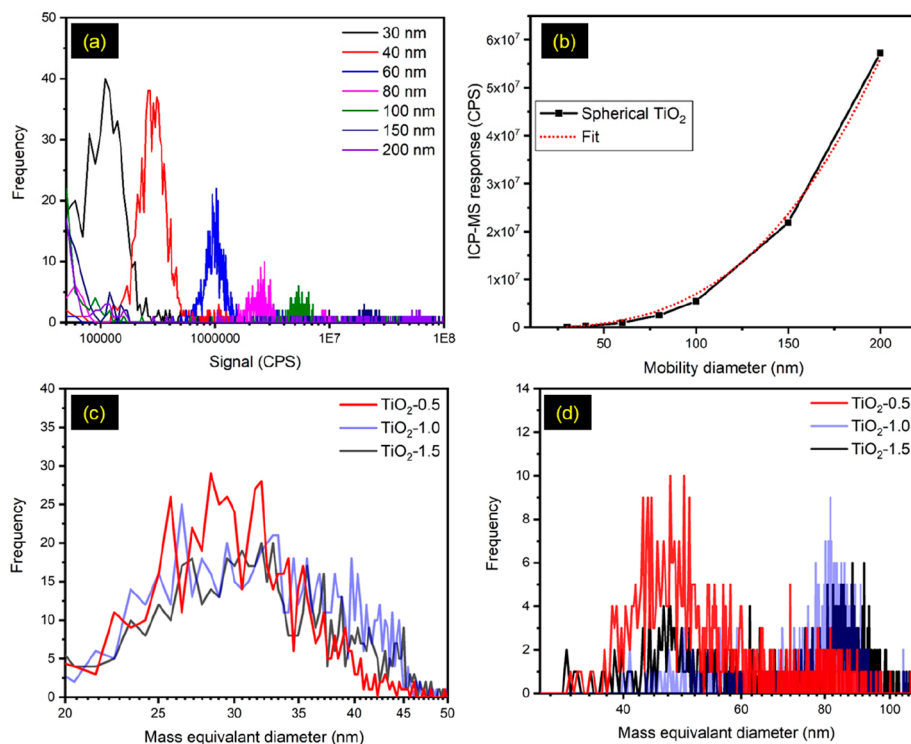 (a)
50
40
30
20
10
0
Frequency
100000
1000000
1E7
1E8
Signal (CPS)
30 nm
40 nm
60 nm
80 nm
100 nm
150 nm
200 nm
(b)
6x10⁷
5x10⁷
4x10⁷
3x10⁷
2x10⁷
1x10⁷
0
ICP-MS response (CPS)
50
100
150
200
Mobility diameter (nm)
Spherical TiO₂
Fit
(c)
40
35
30
25
20
15
10
5
0
Frequency
20
25
30
35
40
45
50
Mass equivalant diameter (nm)
TiO₂-0.5
TiO₂-1.0
TiO₂-1.5
(d)
14
12
10
8
6
4
2
0
Frequency
40
60
80
100
Mass equivalant diameter (nm)
TiO₂-0.5
TiO₂-1.0
TiO₂-1.5